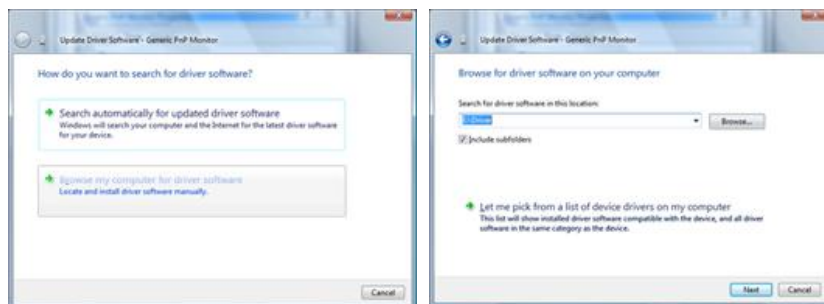 Update Driver Software - Generic PnP Monitor
How do you want to search for driver software?
Search automatically for updated driver software
Windows will search your computer and the Internet for the latest driver software
for your device.
Browse my computer for driver software
Locate and install driver software manually.
Cancel
Update Driver Software - Generic PnP Monitor
Browse for driver software on your computer
Search for driver software in this location:
Browse...
Include subfolders
Let me pick from a list of device drivers on my computer
This list will show installed driver software compatible with the device, and all driver
software in the same category as the device.
Next Cancel